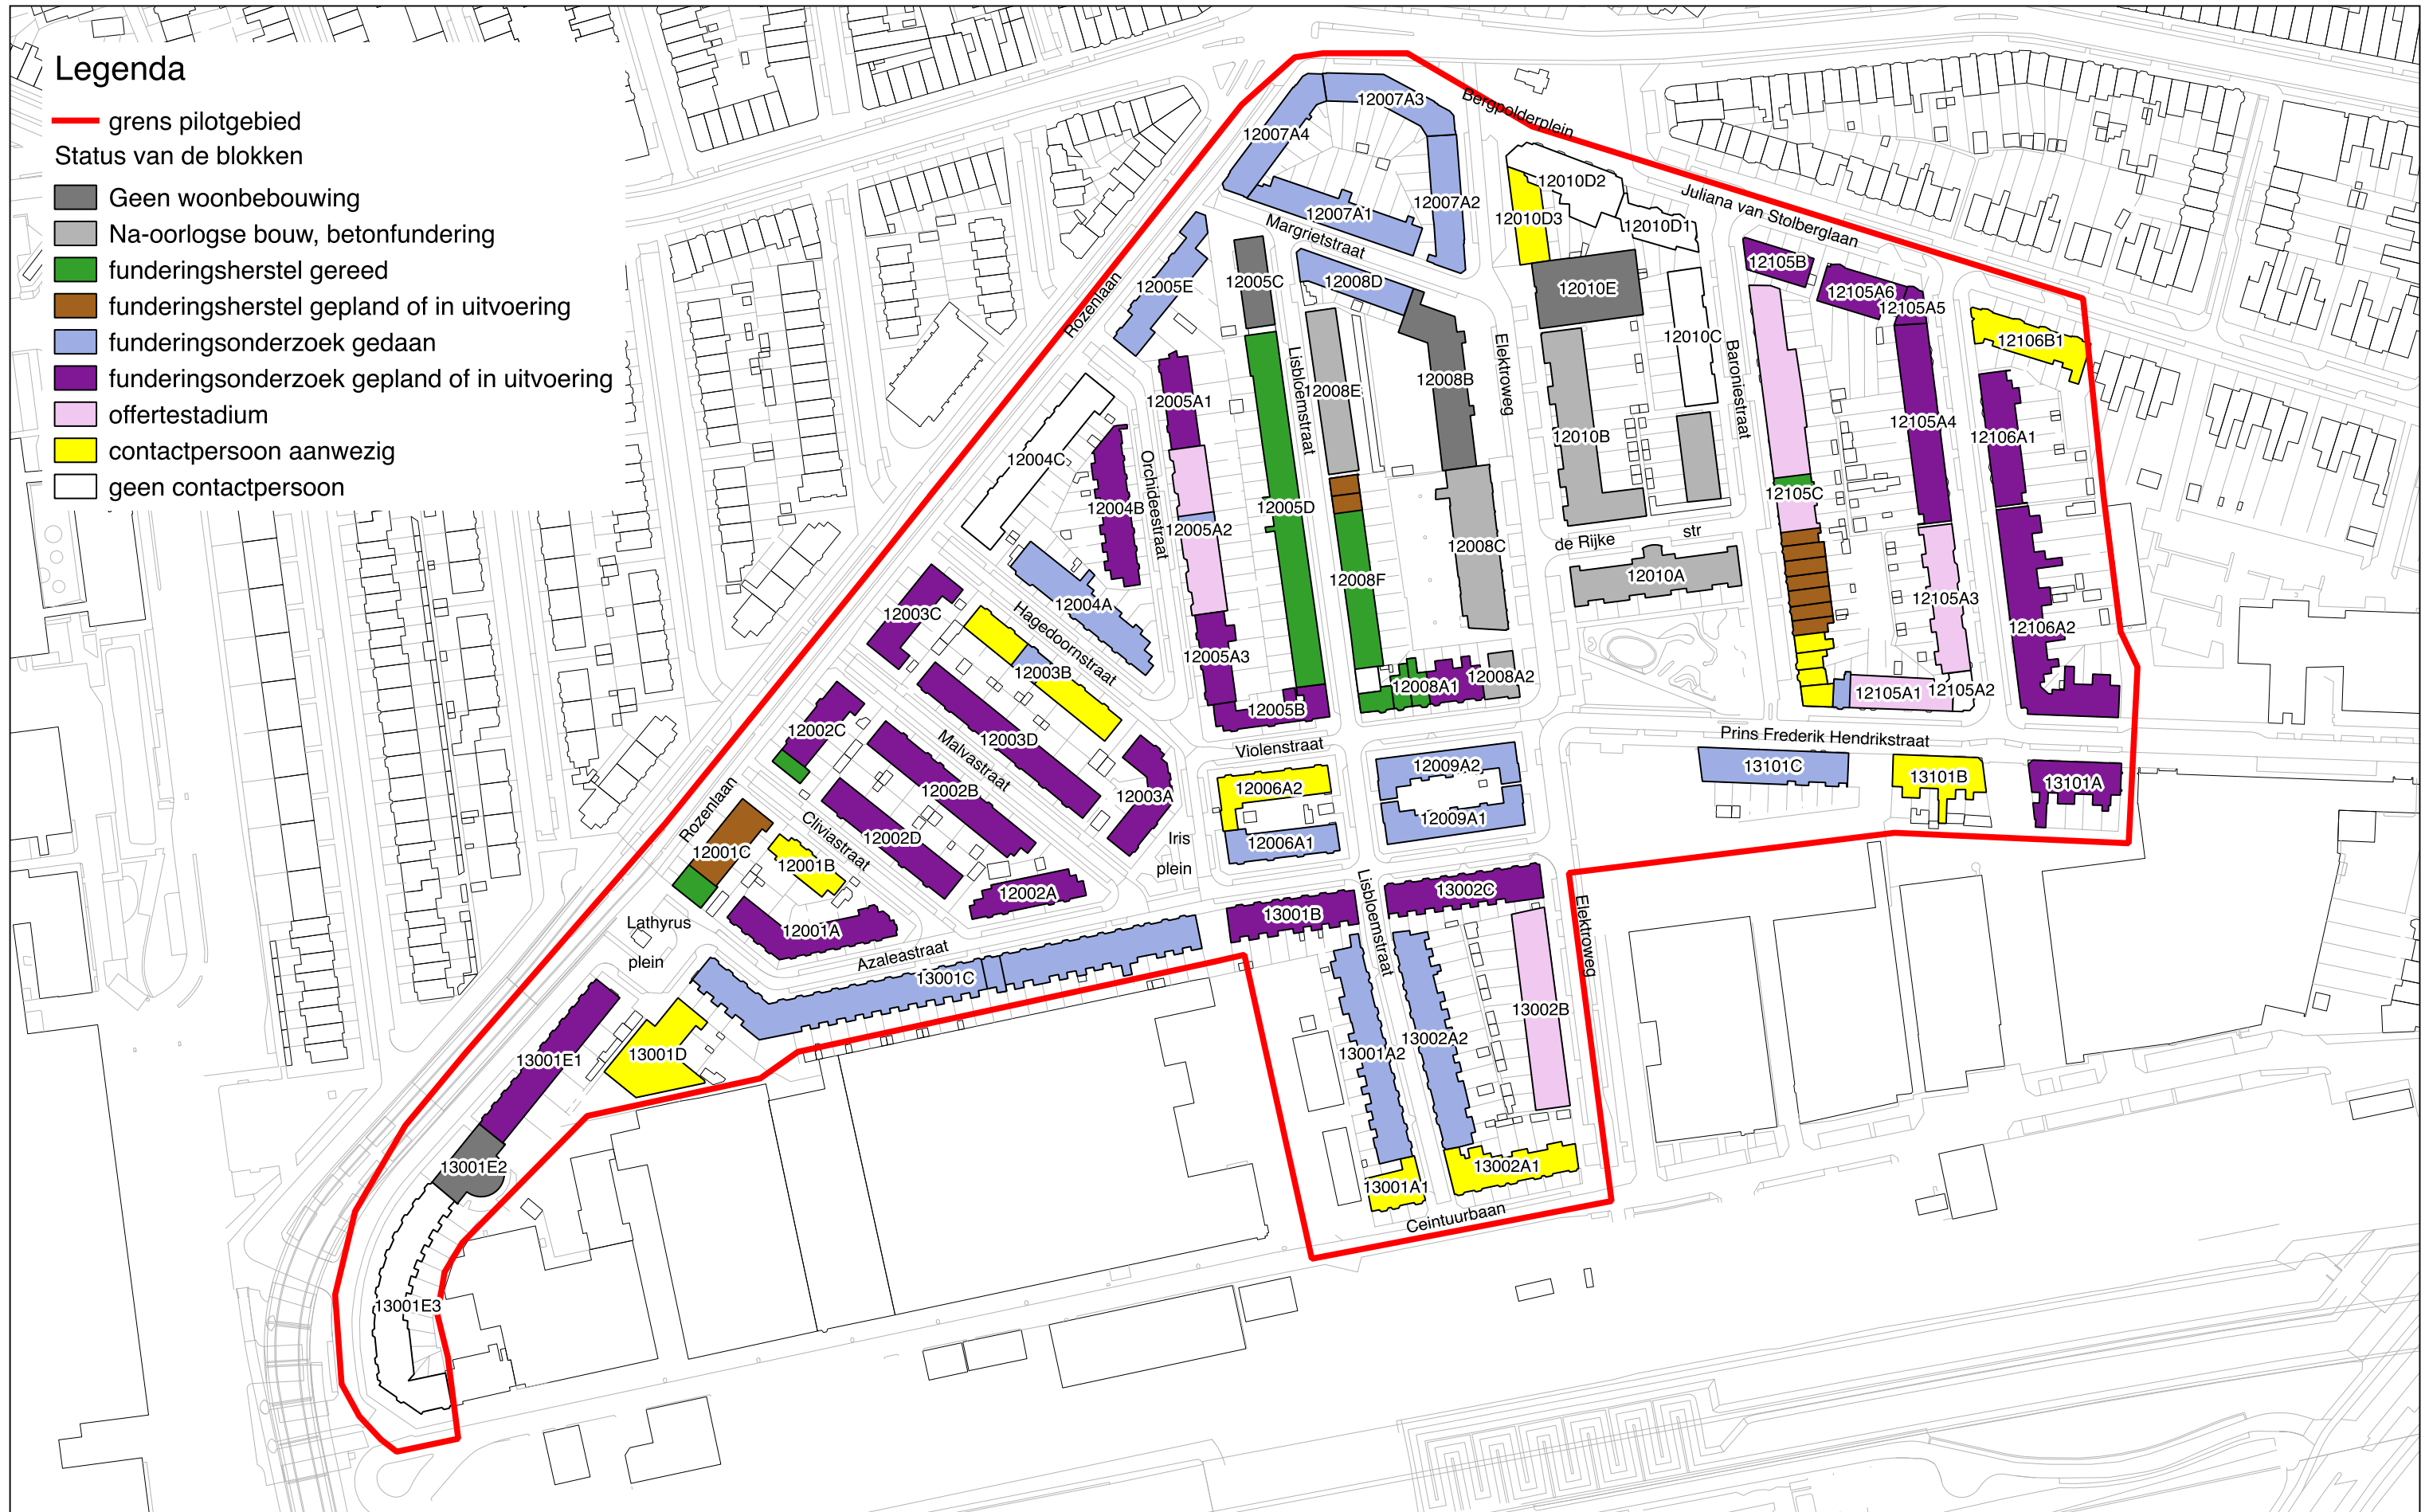 Legenda
grens pilotgebied
Status van de blokken
Geen woonbebouwing
Na-oorlogse bouw, betonfundering
funderingsherstel gereed
funderingsherstel gepland of in uitvoering
funderingsonderzoek gedaan
funderingsonderzoek gepland of in uitvoering
offertestadium
contactpersoon aanwezig
geen contactpersoon
12007A3
Bergpolderplein
12007A4
12010D2
12007A2
12007A1
12010D3
Juliana van Stolberglaan
12010D1
Margrietstraat
12105B
12005E
12005C
12008D
12010E
12105A6
12105A5
Rozenlaan
12010C
12106B1
Lisbloemstraat
Elektroweg
Baroniestraat
12008E
12008B
12005A1
12105A4
12010B
12106A1
12004C
Orchideestraat
12105C
12004B
12005D
12005A2
str
de Rijke
12008C
12010A
12008F
12105A3
12004A
12003C
Hagedoornstraat
12106A2
12005A3
12003B
12008A2
12008A1
12105A1
12105A2
12005B
12002C
12003D
Malvastraat
Violenstraat
Prins Frederik Hendrikstraat
12009A2
13101C
13101B
13101A
12006A2
12002B
12003A
Rozenlaan
12009A1
Cliviastraat
12002D
Iris
plein
12006A1
12001C
12001B
12002A
13002C
13001B
Lisbloemstraat
Elektroweg
Lathyrus
plein
12001A
Azaleastraat
13001C
13002B
13001D
13001E1
13001A2
13002A2
13001E2
13002A1
13001A1
Ceintuurbaan
13001E3